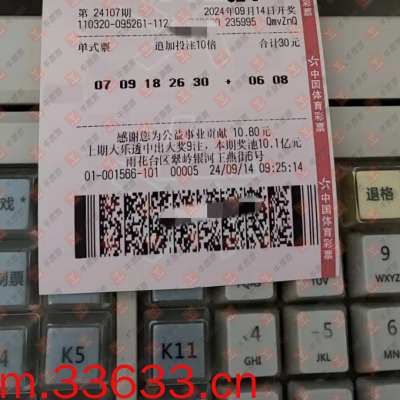 第 24107期
2024年09月14日开奖
110320-095261-112
235995 QmvZnQ
单式票
追加投注10倍
合计30元
07 09 18 26 30 + 06 08
感谢您为公益事业贡献 10.80元
上期大乐透中出大奖9注，本期奖池10.1亿元
雨花台区翠岭银河工燕街6号
01-001566-101 00005 24/09/14 09:25:14
中国体育彩票
中国体育彩票
退格
戏
制票
9
WXYZ
4
GHI
5
JKL
6
MN
4
K5
K11
m.33633.cn